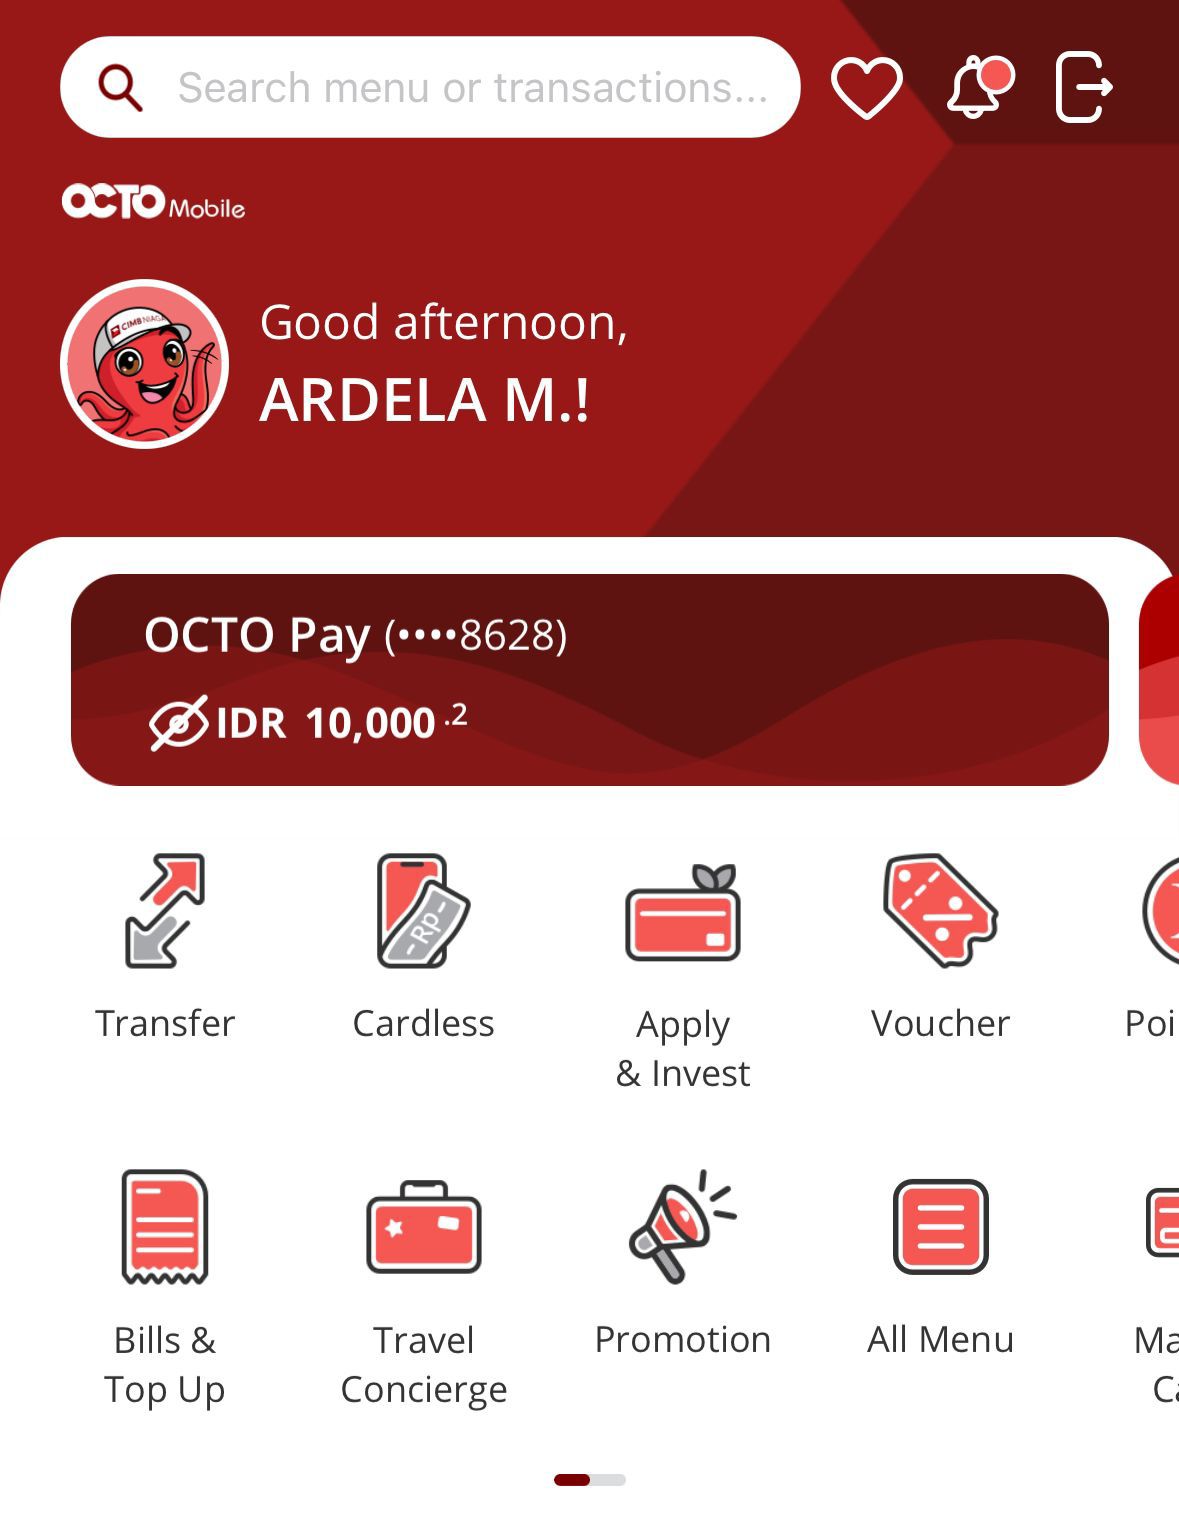 Search menu or transactions...
OCTO Mobile
CIMB NIAGA
Good afternoon,
ARDELA M.!
OCTO Pay (••••8628)
IDR 10,000 .2
-Rp-
Transfer
Cardless
Apply
& Invest
Voucher
Poi
Bills &
Top Up
Travel
Concierge
Promotion
All Menu
Ma
Ca